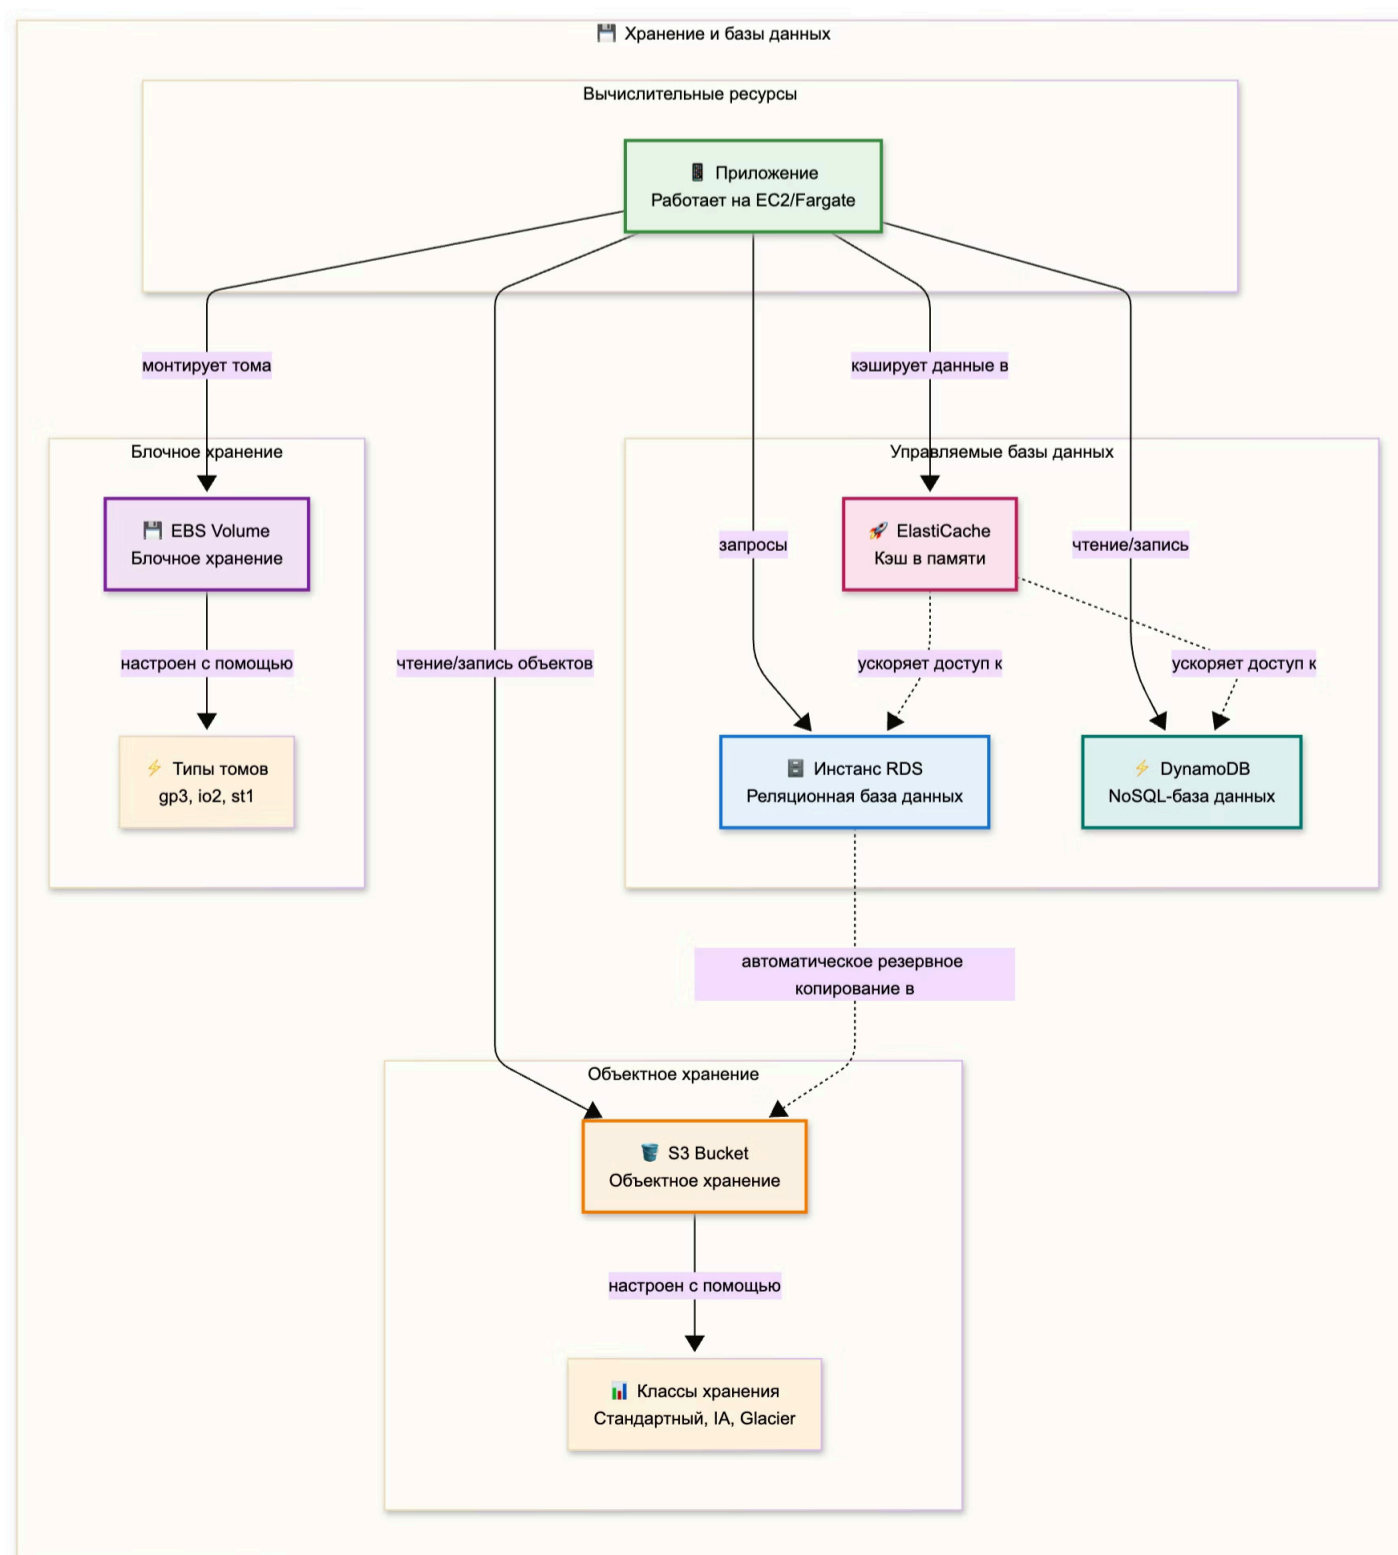 Хранение и базы данных
Вычислительные ресурсы
Приложение
Работает на EC2/Fargate
монтирует тома
кэширует данные в
Блочное хранение
Управляемые базы данных
EBS Volume
Блочное хранение
запросы
ElastiCache
Кэш в памяти
чтение/запись
настроен с помощью
чтение/запись объектов
ускоряет доступ к
ускоряет доступ к
Типы томов
gp3, io2, st1
Инстанс RDS
Реляционная база данных
DynamoDB
NoSQL-база данных
автоматическое резервное
копирование в
Объектное хранение
S3 Bucket
Объектное хранение
настроен с помощью
Классы хранения
Стандартный, IA, Glacier